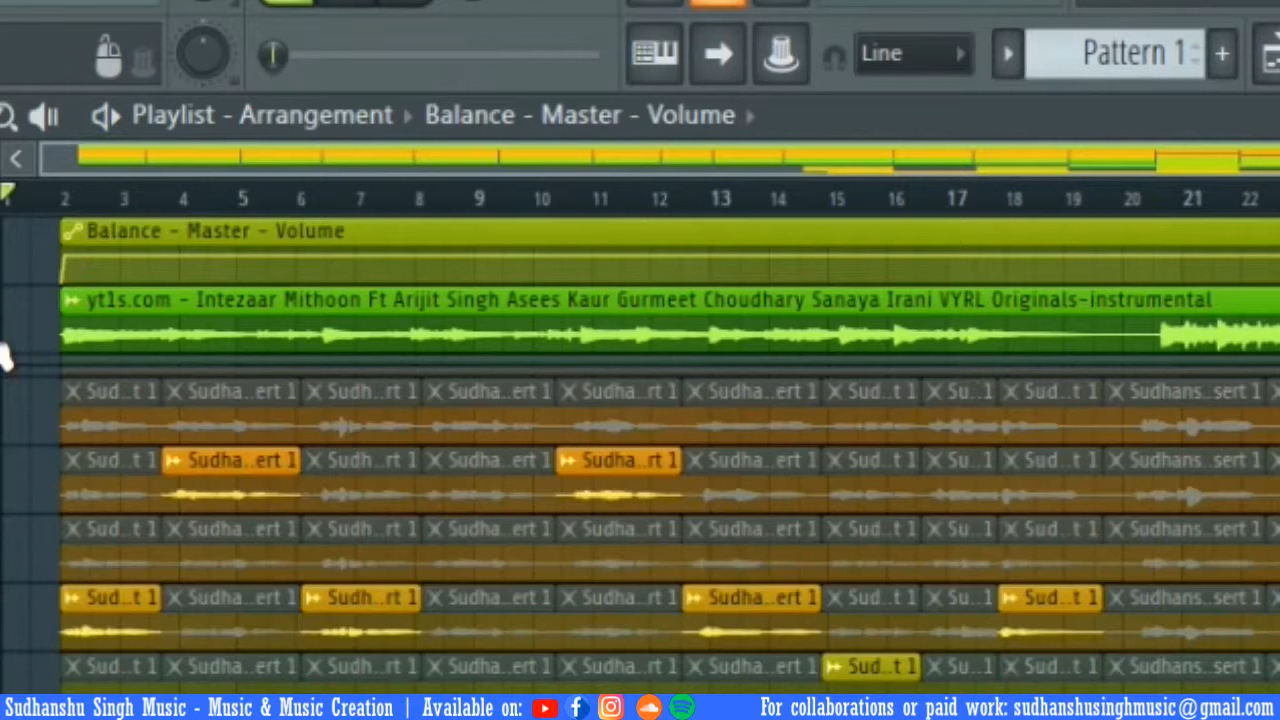 Line
Pattern 1 +
Playlist - Arrangement Balance - Master - Volume
2 3 4 5 6 7 8 9 10 11 12 13 14 15 16 17 18 19 20 21 22
Balance - Master - Volume
yt1s.com - Intezaar Mithoon Ft Arijit Singh Asees Kaur Gurmeet Choudhary Sanaya Irani VYRL Originals-instrumental
Sud..t 1 Sudha..ert 1 Sudh..rt 1 Sudha..ert 1 Sudha..rt 1 Sudha..ert 1 Sud..t 1 Su..1 Sud..t 1 Sudhans..sert 1
Sud..t 1 Sudha..ert 1 Sudh..rt 1 Sudha..ert 1 Sudha..rt 1 Sudha..ert 1 Sud..t 1 Su..1 Sud..t 1 Sudhans..sert 1
Sud..t 1 Sudha..ert 1 Sudh..rt 1 Sudha..ert 1 Sudha..rt 1 Sudha..ert 1 Sud..t 1 Su..1 Sud..t 1 Sudhans..sert 1
Sud..t 1 Sudha..ert 1 Sudh..rt 1 Sudha..ert 1 Sudha..rt 1 Sudha..ert 1 Sud..t 1 Su..1 Sud..t 1 Sudhans..sert 1
Sud..t 1 Sudha..ert 1 Sudh..rt 1 Sudha..ert 1 Sudha..rt 1 Sudha..ert 1 Sud..t 1 Su..1 Sud..t 1 Sudhans..sert 1
Sudhanshu Singh Music - Music & Music Creation | Available on: For collaborations or paid work: sudhanshusinghmusic@gmail.com